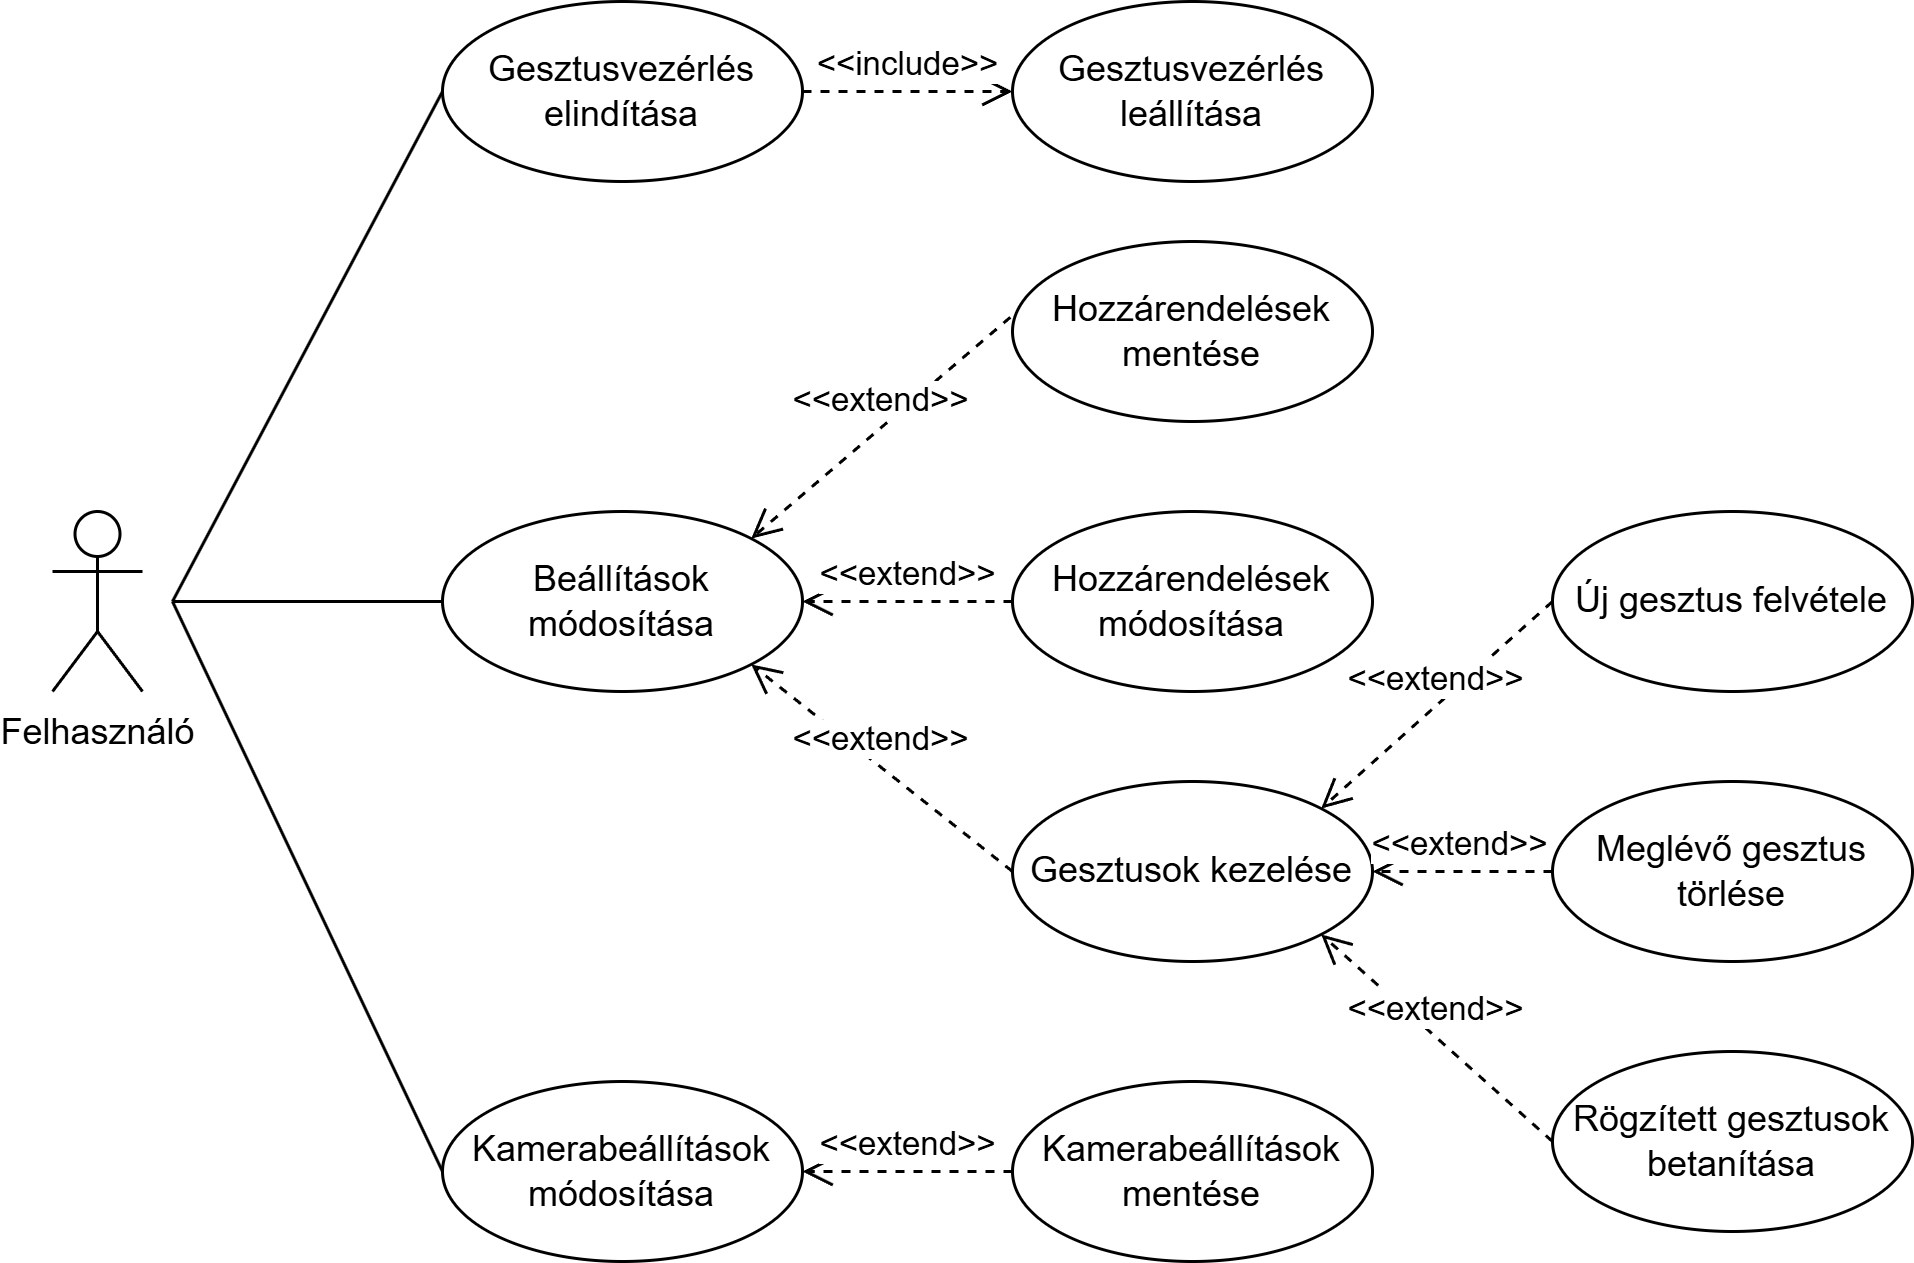 Gesztusvezérlés
elindítása
<<include>>
Gesztusvezérlés
leállítása
Hozzárendelések
mentése
<<extend>>
Felhasználó
Beállítások
módosítása
<<extend>>
Hozzárendelések
módosítása
<<extend>>
Gesztusok kezelése
<<extend>>
Új gesztus felvétele
<<extend>>
Meglévő gesztus
törlése
<<extend>>
Rögzített gesztusok
betanítása
Kamerabeállítások
módosítása
<<extend>>
Kamerabeállítások
mentése